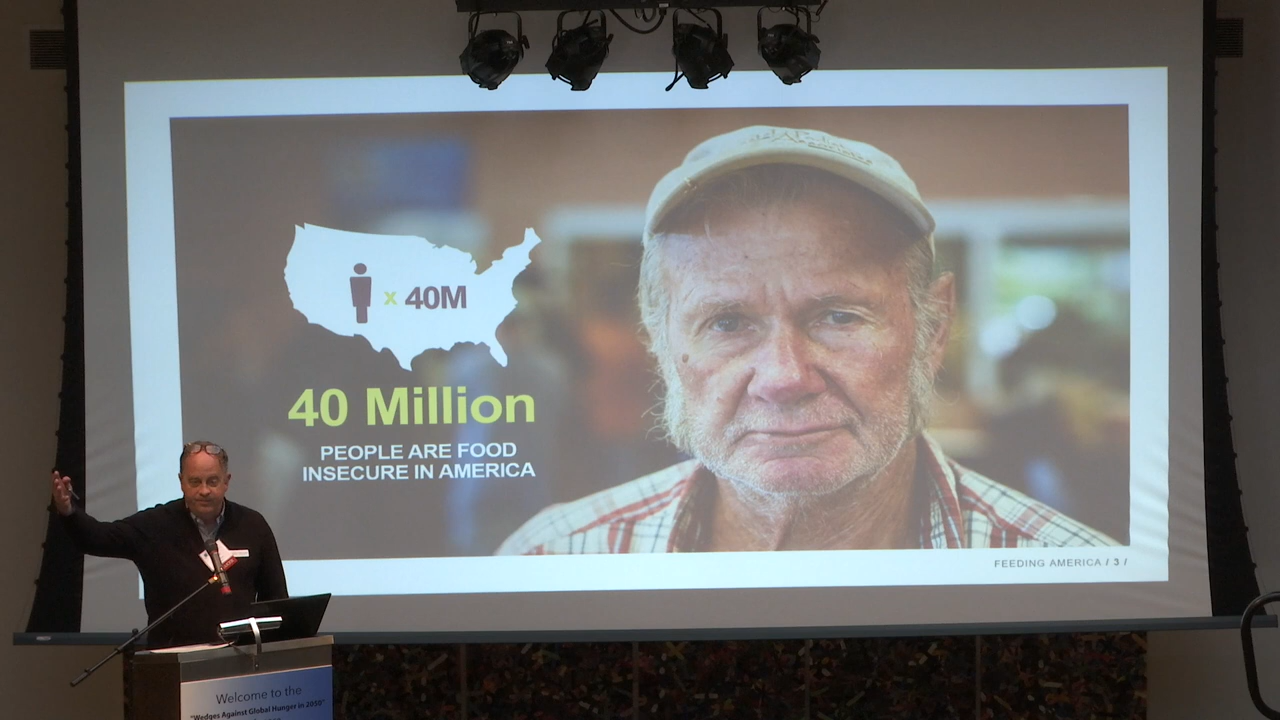 x 40M
40 Million
PEOPLE ARE FOOD
INSECURE IN AMERICA
FEEDING AMERICA / 3 /
Welcome to the
"Wedges Against Global Hunger in 2050"